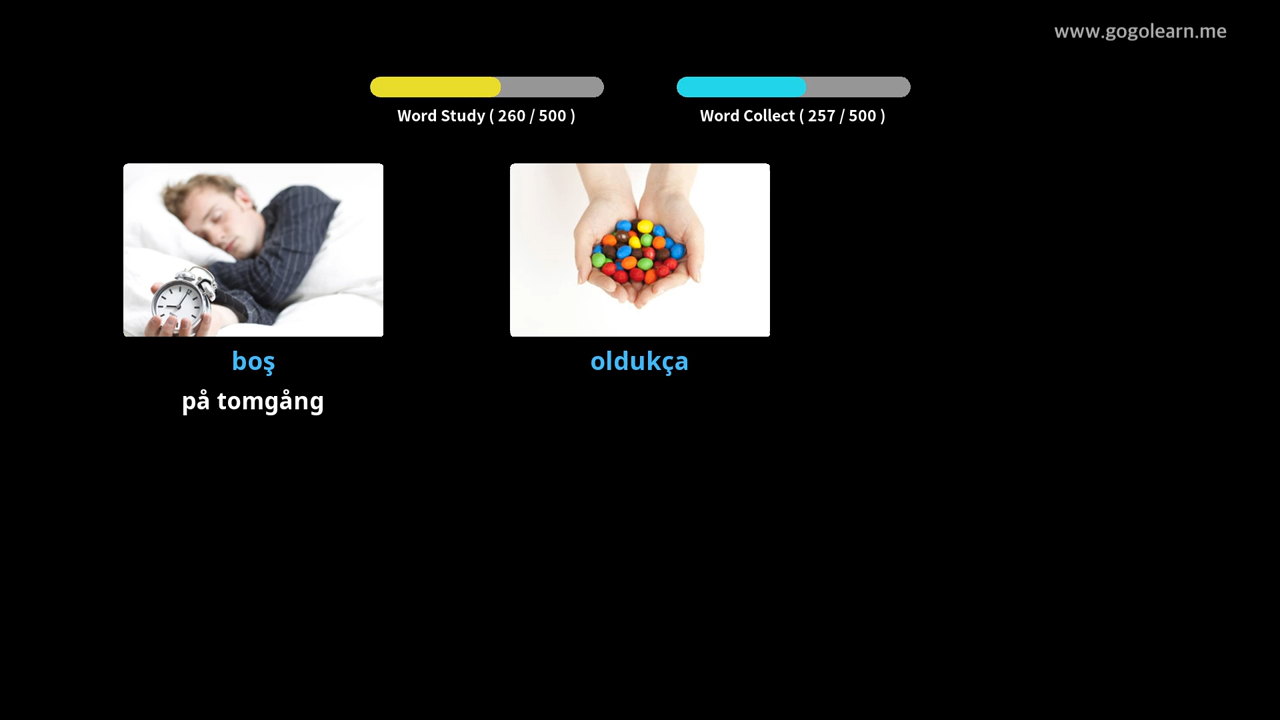 www.gogolearn.me
Word Study ( 260 / 500 )
Word Collect ( 257 / 500 )
boş
oldukça
på tomgång